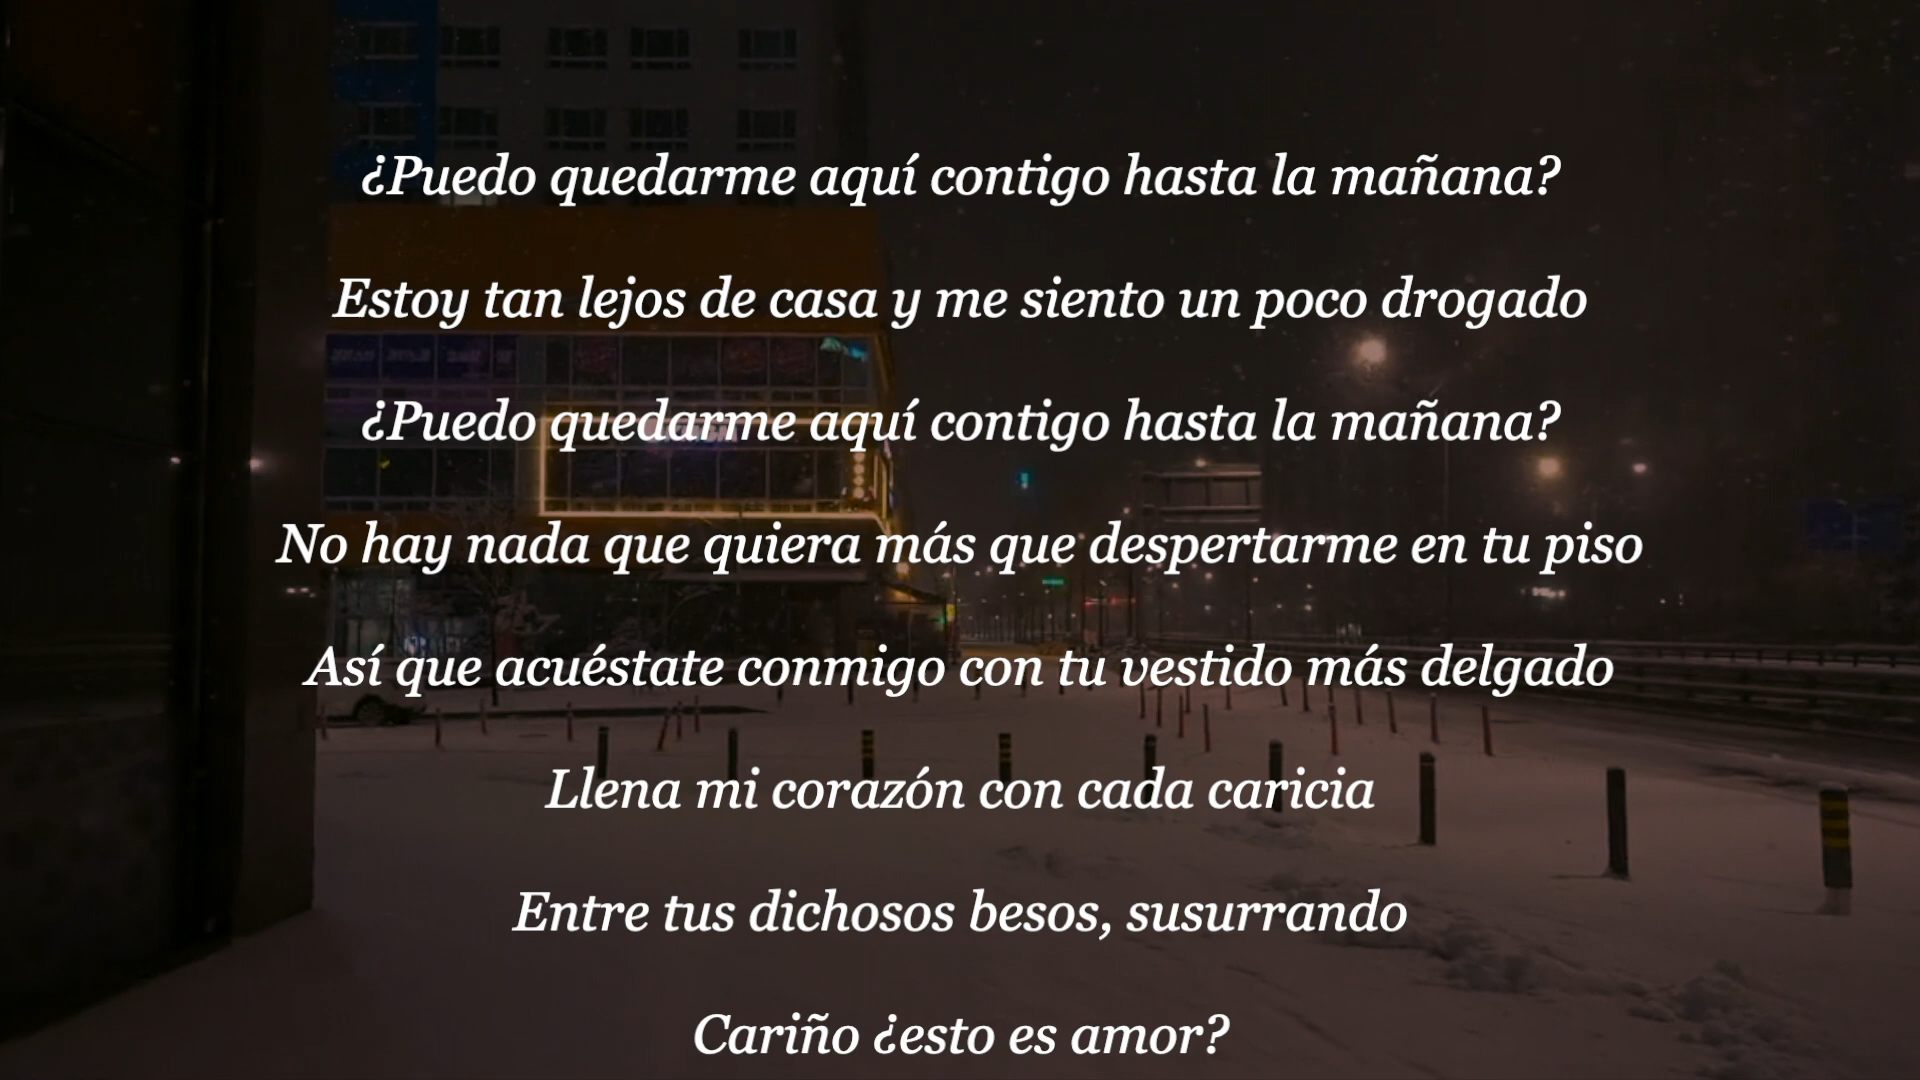 ¿Puedo quedarme aquí contigo hasta la mañana?
Estoy tan lejos de casa y me siento un poco drogado
¿Puedo quedarme aquí contigo hasta la mañana?
No hay nada que quiera más que despertarme en tu piso
Así que acuéstate conmigo con tu vestido más delgado
Llena mi corazón con cada caricia
Entre tus dichosos besos, susurrando
Cariño ¿esto es amor?